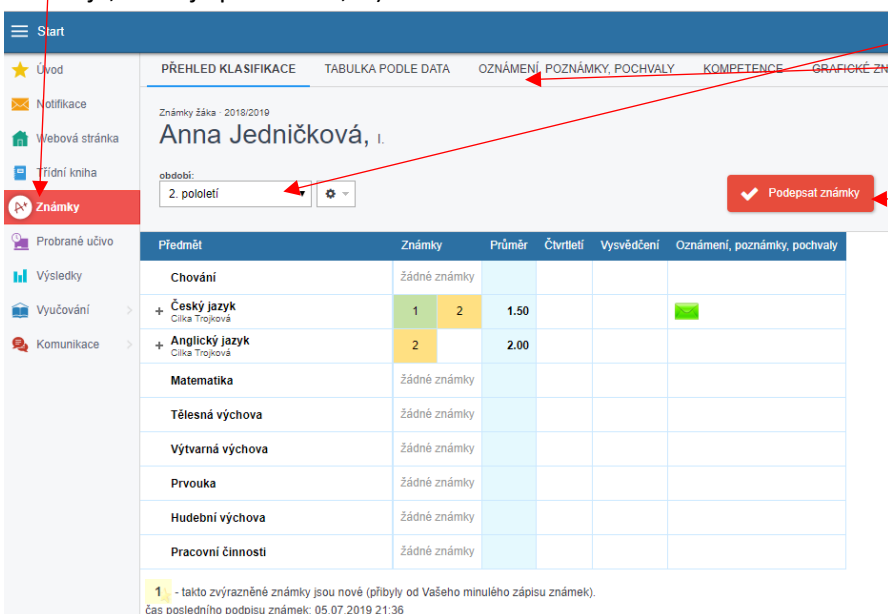 Start
Úvod
Notifikace
Webová stránka
Třídní kniha
Známky
Probrané učivo
Výsledky
Vyučování
Komunikace
PŘEHLED KLASIFIKACE TABULKA PODLE DATA OZNÁMENÍ, POZNÁMKY, POCHVALY KOMPETENCE GRAFICKÉ
Známky žáka - 2018/2019
Anna Jedničková, I.
období:
2. pololetí
Podepsat známky
Předmět Známky Průměr Čtvrtletí Vysvědčení Oznámení, poznámky, pochvaly
Chování žádné známky
+ Český jazyk 1 2 1.50
Cilka Trojková
+ Anglický jazyk 2 2.00
Cilka Trojková
Matematika žádné známky
Tělesná výchova žádné známky
Výtvarná výchova žádné známky
Prvouka žádné známky
Hudební výchova žádné známky
Pracovní činnosti žádné známky
1 - takto zvýrazněné známky jsou nové (přibyly od Vašeho minulého zápisu známek).
čas posledního podpisu známek: 05.07.2019 21:36